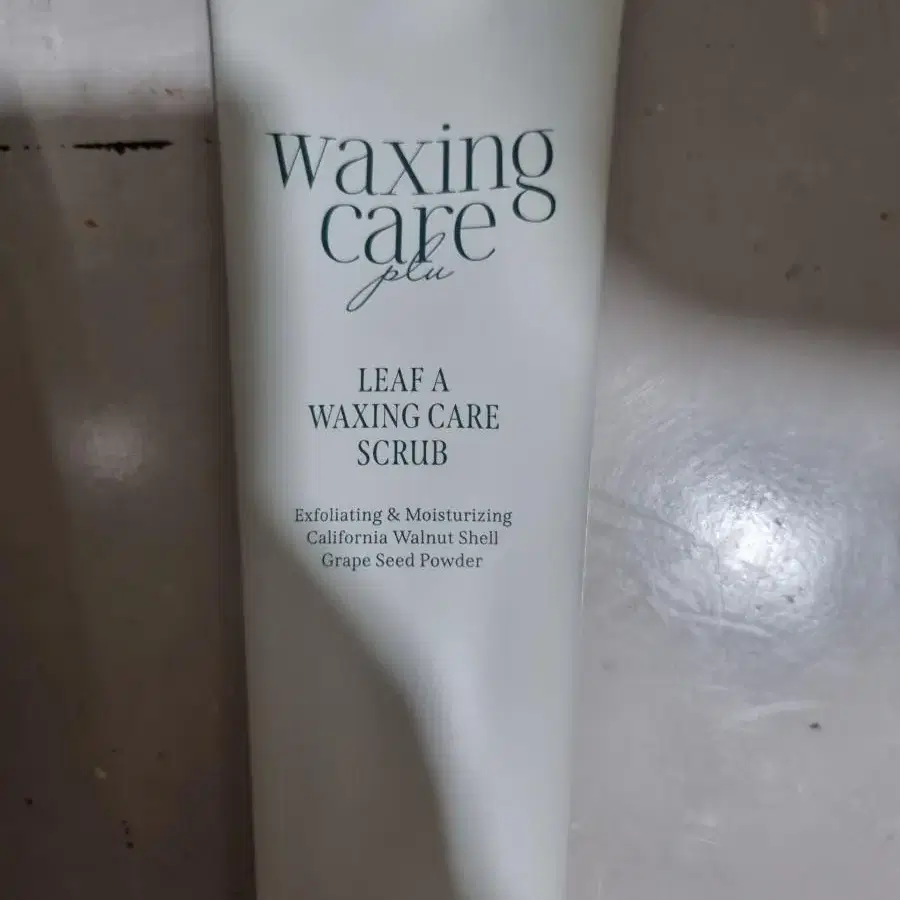 waxing
care
plu
LEAF A
WAXING CARE
SCRUB
Exfoliating & Moisturizing
California Walnut Shell
Grape Seed Powder